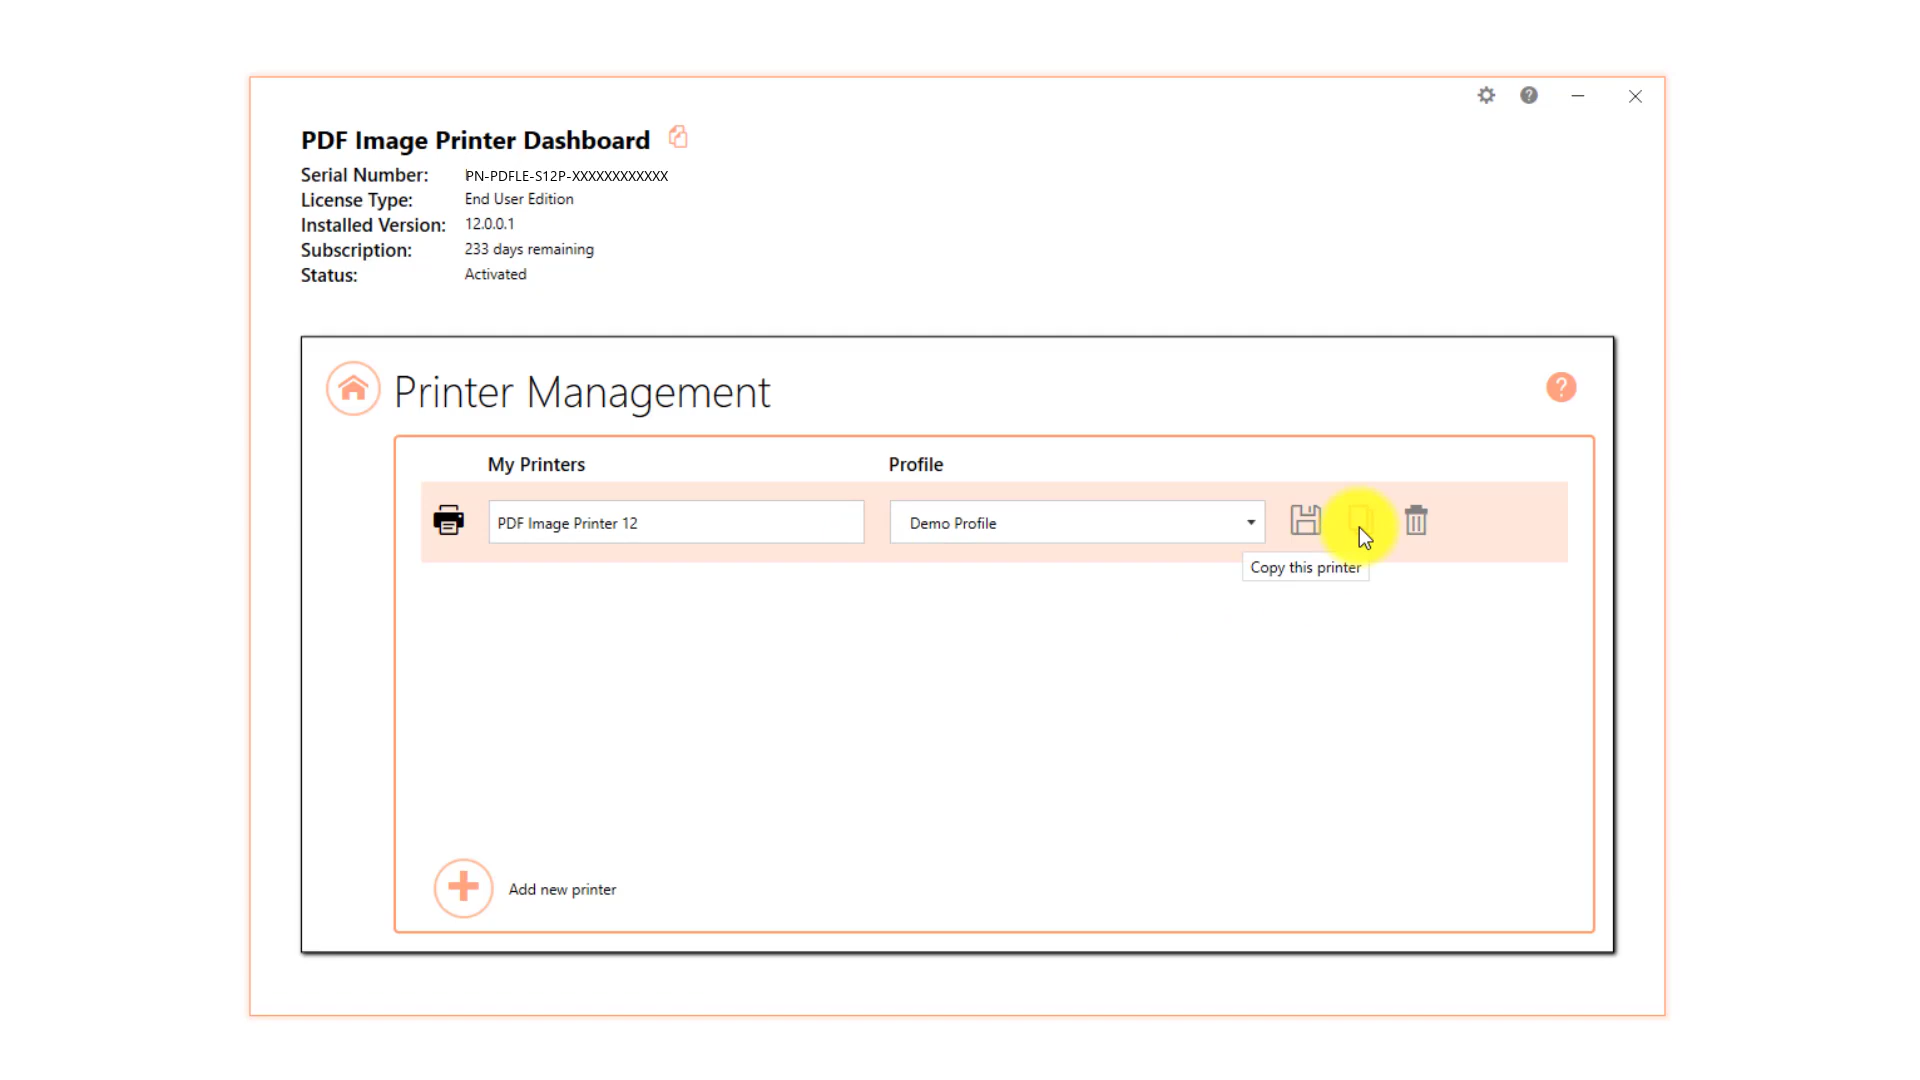 PDF Image Printer Dashboard
Serial Number: PN-PDFLE-S12P-XXXXXXXXXXXX
License Type: End User Edition
Installed Version: 12.0.0.1
Subscription: 233 days remaining
Status: Activated
Printer Management
My Printers Profile
PDF Image Printer 12 Demo Profile
Copy this printer
Add new printer